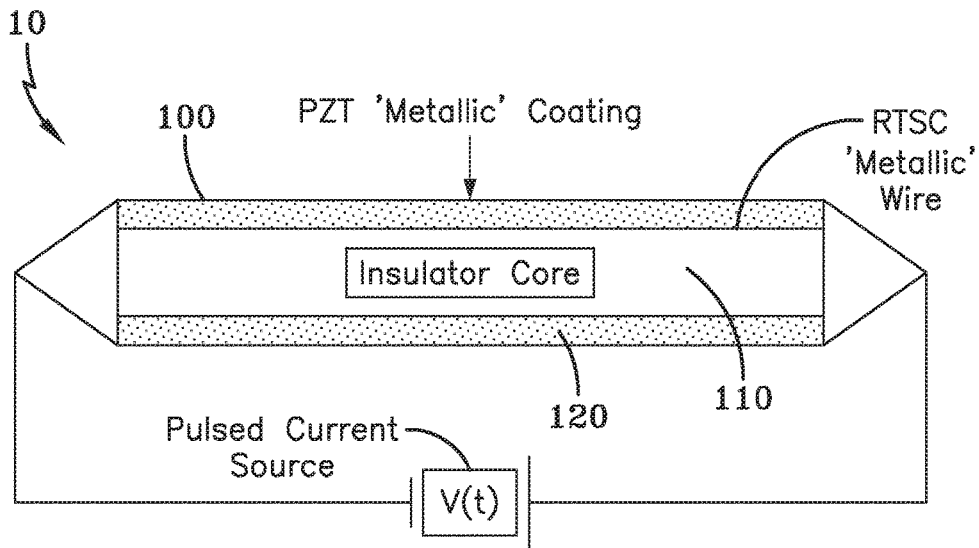 10
100
PZT 'Metallic' Coating
RTSC
'Metallic'
Wire
Insulator Core
120
110
Pulsed Current
Source
V(t)